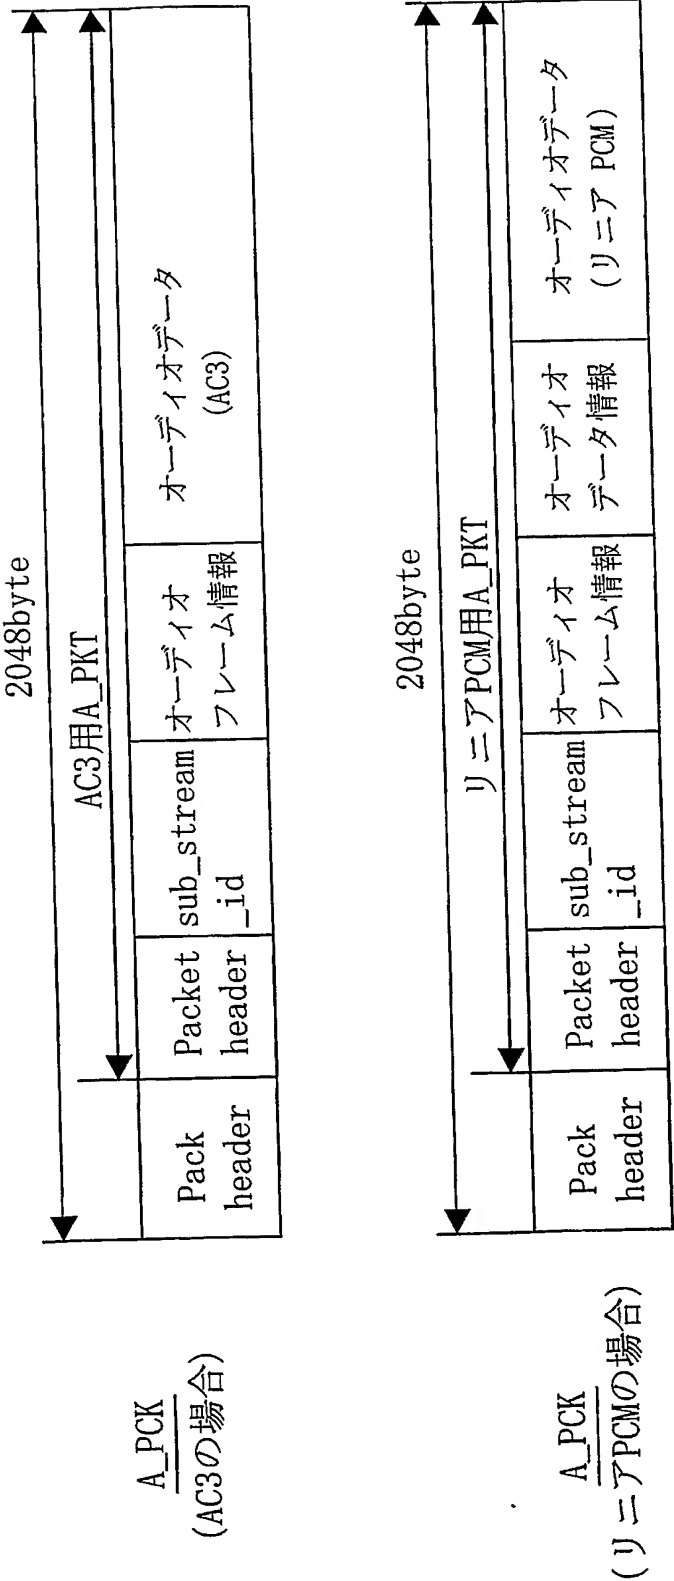 A_PCK
(AC3の場合)
2048byte
AC3用A_PKT
Pack
header
Packet
header
sub_stream
_id
オーディオ
フレーム情報
オーディオデータ
(AC3)
A_PCK
(リニアPCMの場合)
2048byte
リニアPCM用A_PKT
Pack
header
Packet
header
sub_stream
_id
オーディオ
フレーム情報
オーディオ
データ情報
オーディオデータ
(リニア PCM)